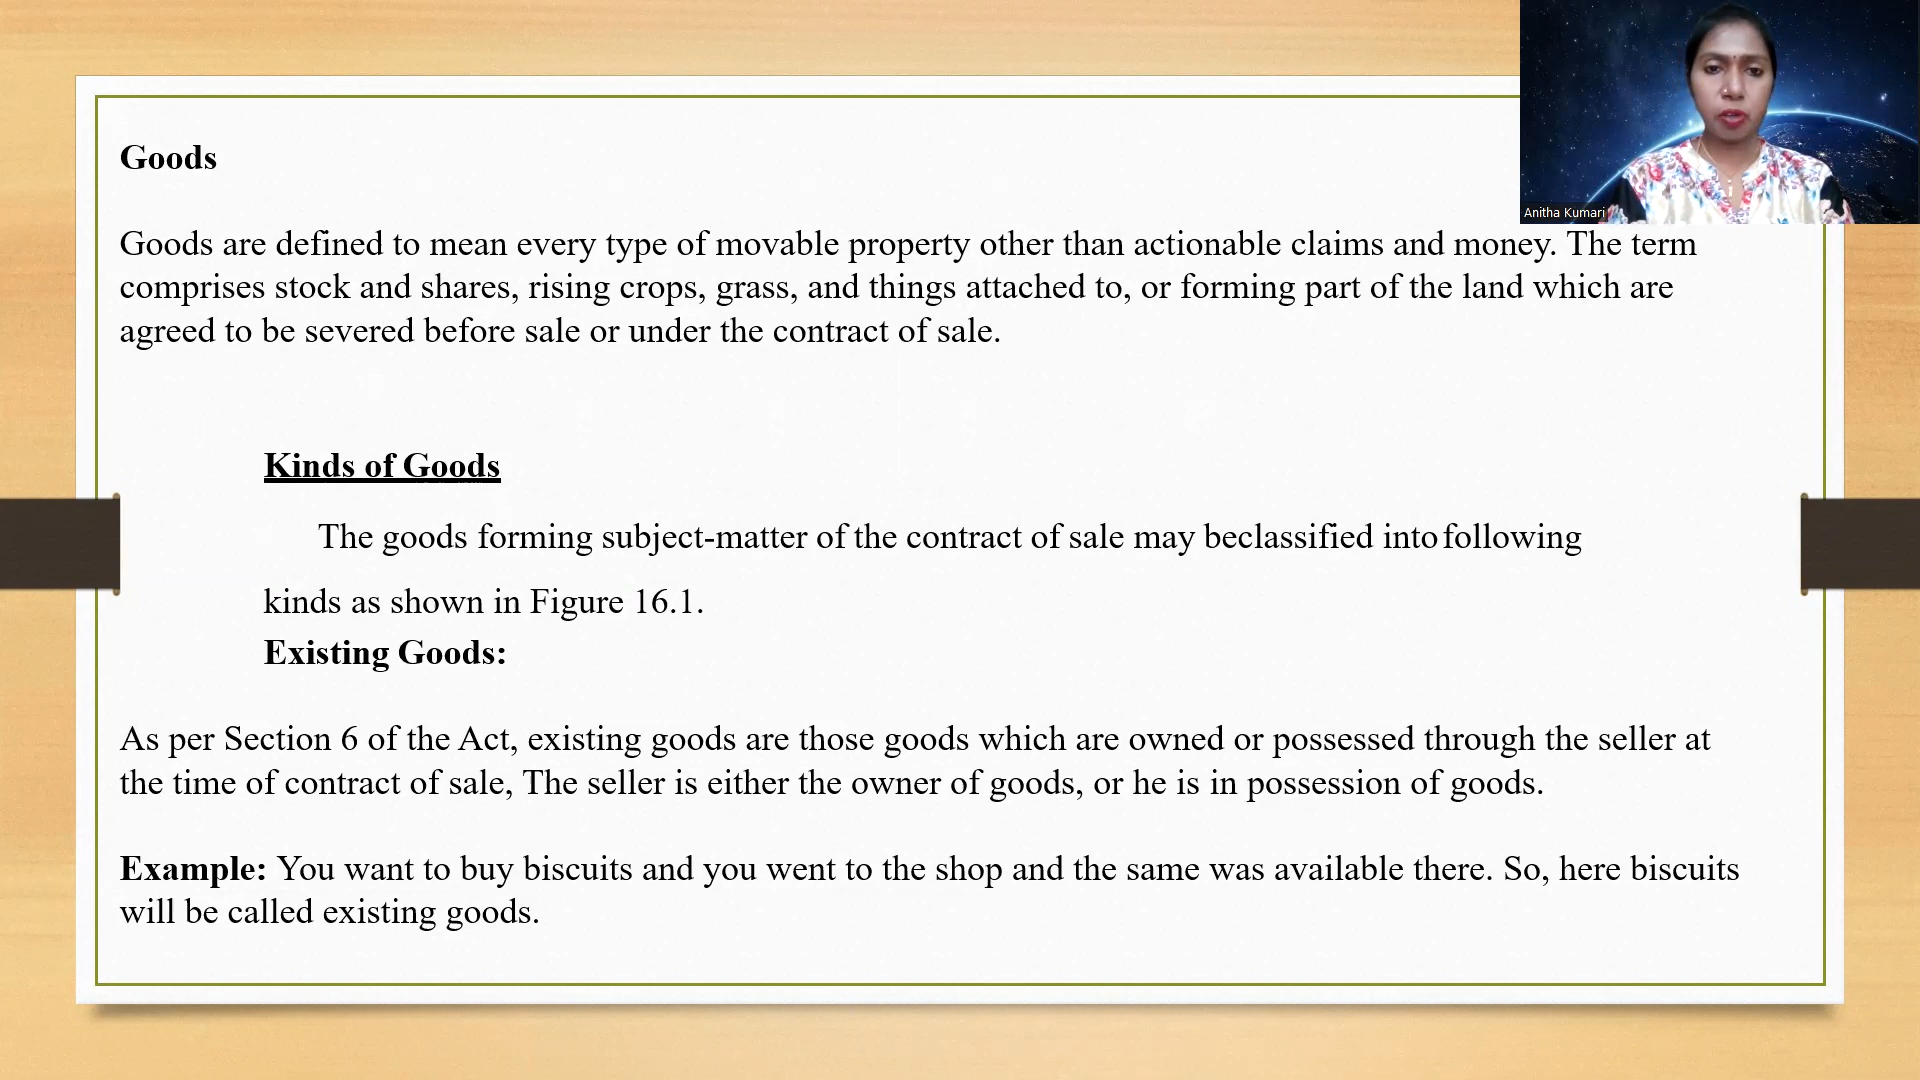 Goods
Anitha Kumari
Goods are defined to mean every type of movable property other than actionable claims and money. The term
comprises stock and shares, rising crops, grass, and things attached to, or forming part of the land which are
agreed to be severed before sale or under the contract of sale.
Kinds of Goods
The goods forming subject-matter of the contract of sale may beclassified into following
kinds as shown in Figure 16.1.
Existing Goods:
As per Section 6 of the Act, existing goods are those goods which are owned or possessed through the seller at
the time of contract of sale, The seller is either the owner of goods, or he is in possession of goods.
Example: You want to buy biscuits and you went to the shop and the same was available there. So, here biscuits
will be called existing goods.